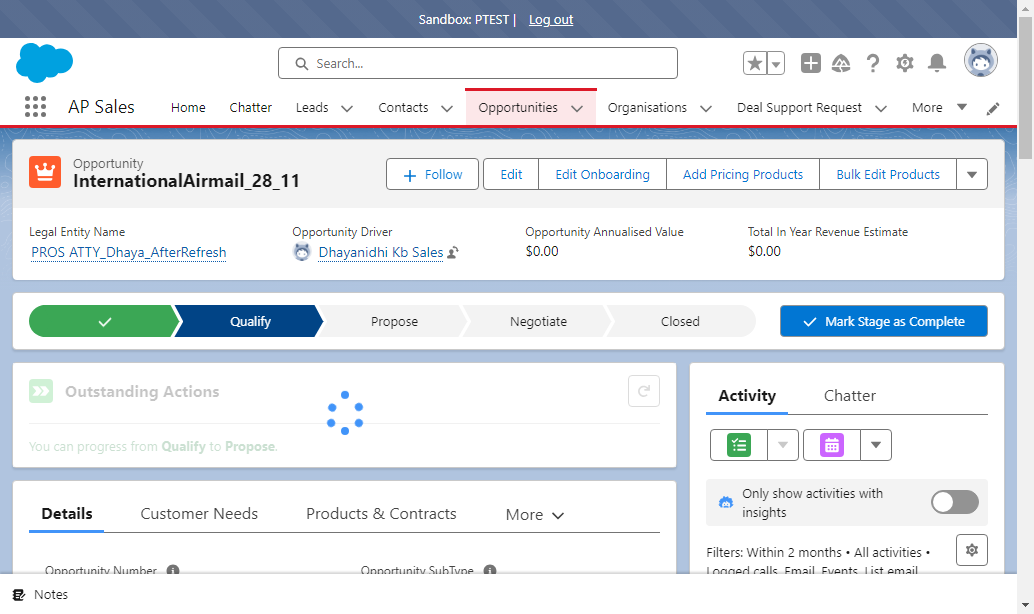 Sandbox: PTEST | Log out
Search...
AP Sales Home Chatter Leads Contacts Opportunities Organisations Deal Support Request More
Opportunity
InternationalAirmail_28_11
Follow Edit Edit Onboarding Add Pricing Products Bulk Edit Products
Legal Entity Name Opportunity Driver Opportunity Annualised Value Total In Year Revenue Estimate
PROS ATTY_Dhaya_AfterRefresh Dhayanidhi Kb Sales $0.00 $0.00
Qualify Propose Negotiate Closed Mark Stage as Complete
Outstanding Actions
You can progress from Qualify to Propose.
Activity Chatter
Only show activities with
insights
Details Customer Needs Products & Contracts More
Filters: Within 2 months • All activities •
Logged calls, Email, Events, List email,
Opportunity Number Opportunity SubType
Notes